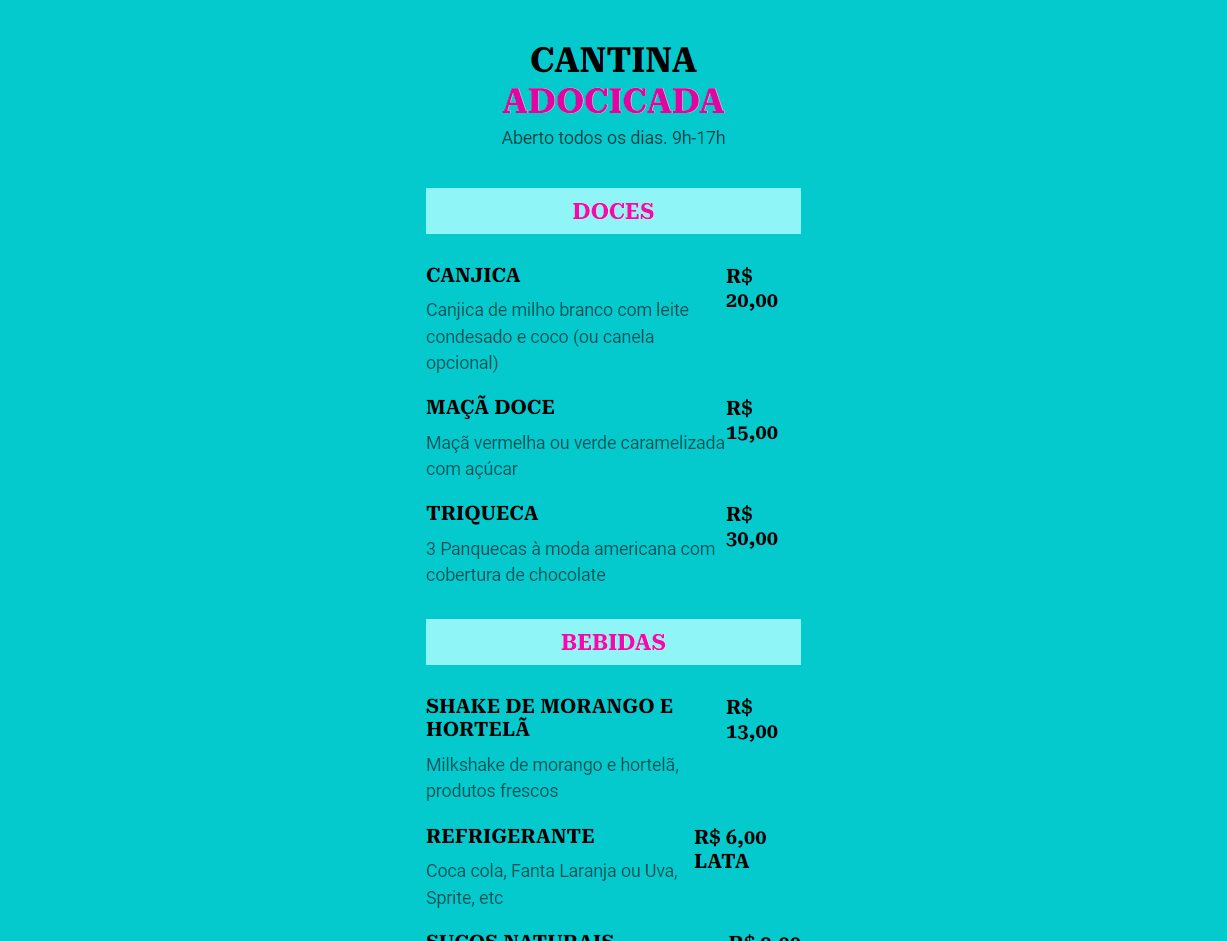 CANTINA
ADOCICADA
Aberto todos os dias. 9h-17h
DOCES
CANJICA
R$
20,00
Canjica de milho branco com leite
condesado e coco (ou canela
opcional)
MAÇÃ DOCE
R$
15,00
Maçã vermelha ou verde caramelizada
com açúcar
TRIQUECA
R$
30,00
3 Panquecas à moda americana com
cobertura de chocolate
BEBIDAS
SHAKE DE MORANGO E
HORTELÃ
R$
13,00
Milkshake de morango e hortelã,
produtos frescos
REFRIGERANTE
R$ 6,00
LATA
Coca cola, Fanta Laranja ou Uva,
Sprite, etc
SUCOS NATURAIS